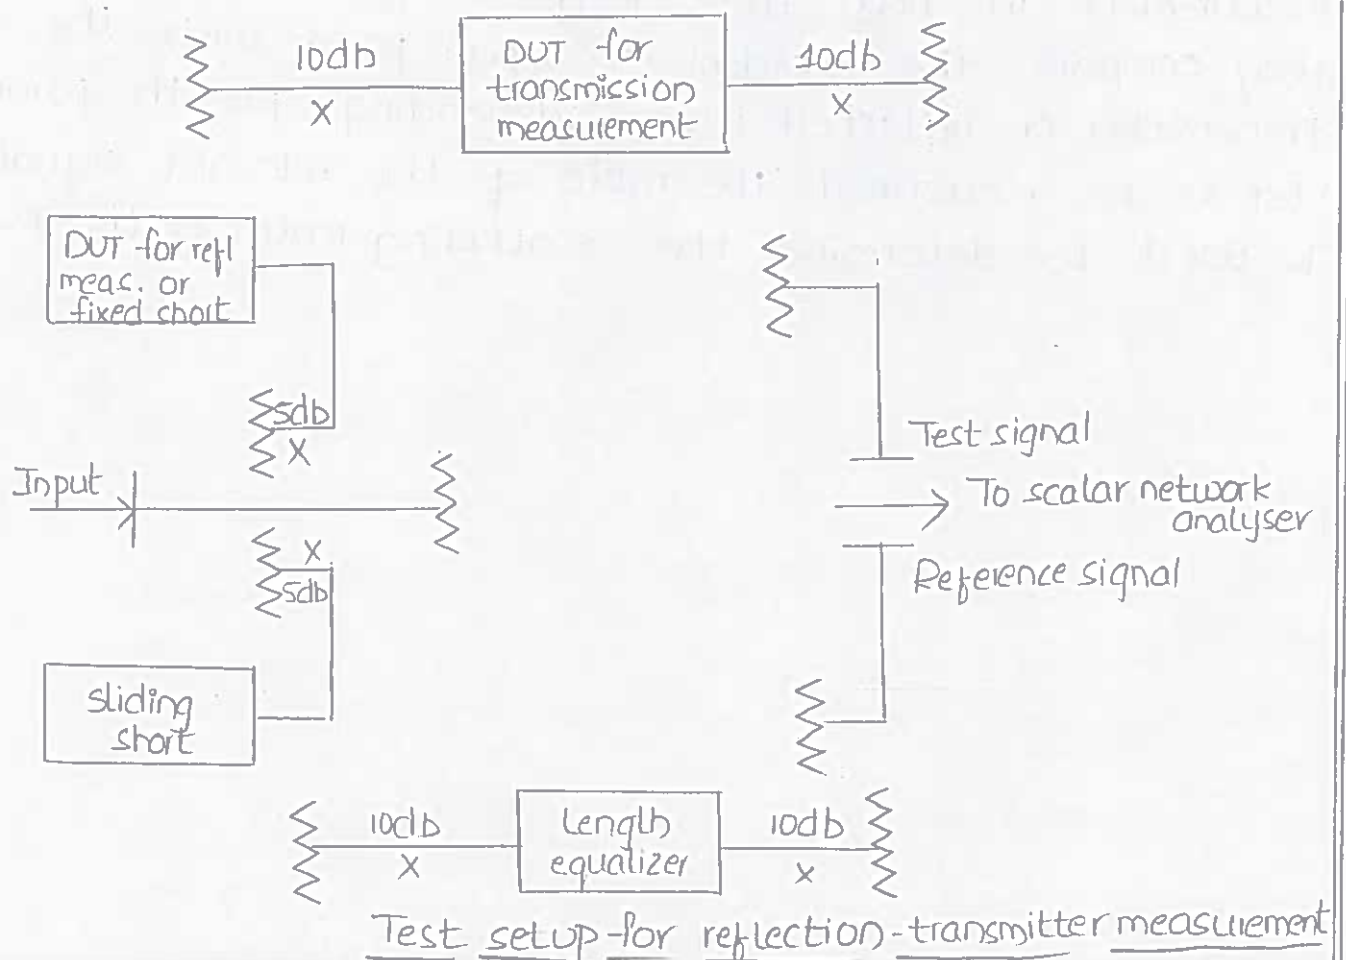 10db
X
DUT for
transmission
measurement
10db
X
DUT for refl
meas. or
fixed short
5db
X
Input
X
5db
Test signal
To scalar network
analyser
Reference signal
sliding
short
10db
X
Length
equalizer
10db
X
Test setup for reflection-transmitter measurement